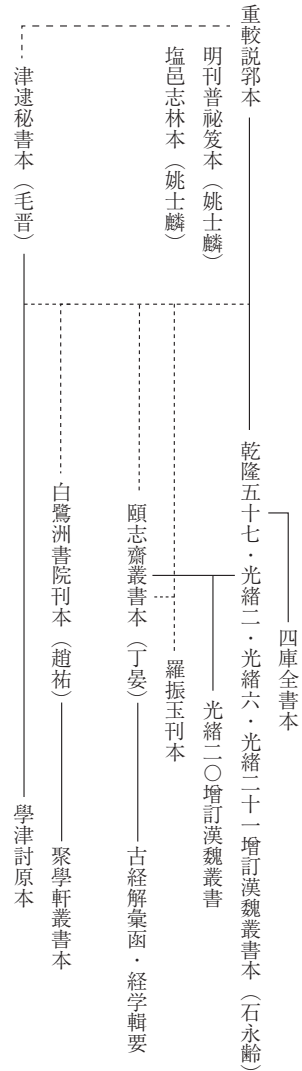 重較説郛本
明刊普祕笈本（姚士麟）
塩邑志林本（姚士麟）
津逮秘書本（毛晋）
四庫全書本
乾隆五十七・光緒二・光緒六・光緒二十一增訂漢魏叢書本（石永齢）
光緒二〇增訂漢魏叢書
羅振玉刊本
頤志齋叢書本（丁晏）
古経解彙函・経学輯要
白鷺洲書院刊本（趙祐）
聚學軒叢書本
學津討原本